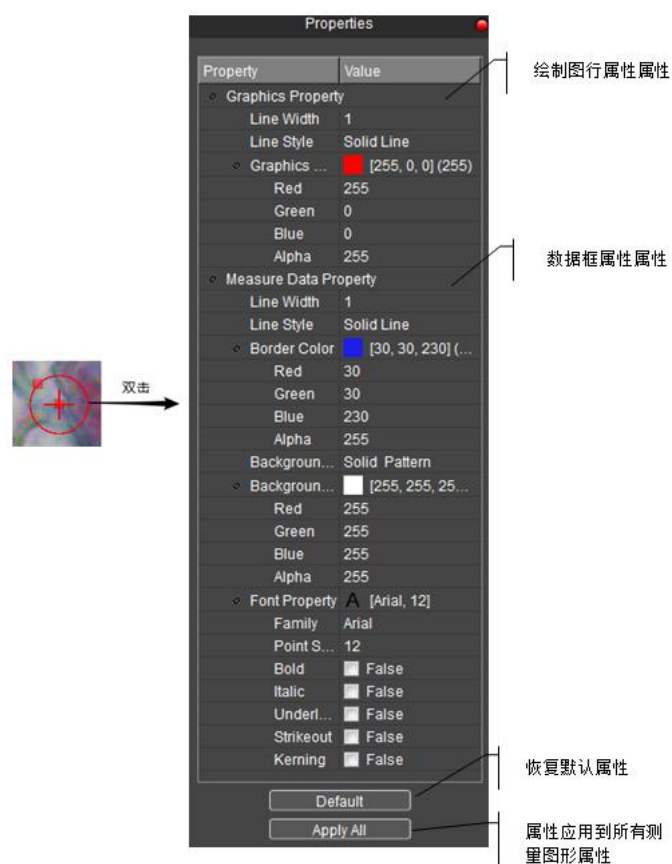 Properties
Property Value
Graphics Property
Line Width 1
Line Style Solid Line
Graphics ... [255, 0, 0] (255)
Red 255
Green 0
Blue 0
Alpha 255
Measure Data Property
Line Width 1
Line Style Solid Line
Border Color [30, 30, 230] (...
Red 30
Green 30
Blue 230
Alpha 255
Backgroun... Solid Pattern
Backgroun... [255, 255, 25...
Red 255
Green 255
Blue 255
Alpha 255
Font Property A [Arial, 12]
Family Arial
Point S... 12
Bold False
Italic False
Underl... False
Strikeout False
Kerning False
Default
Apply All
双击
绘制图行属性属性
数据框属性属性
恢复默认属性
属性应用到所有测
量图形属性